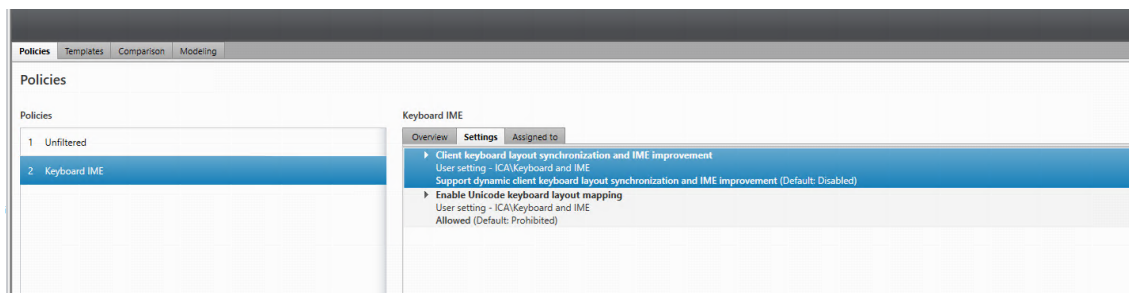 Policies Templates Comparison Modeling
Policies
Policies
1 Unfiltered
2 Keyboard IME
Keyboard IME
Overview Settings Assigned to
Client keyboard layout synchronization and IME improvement
User setting - ICA\Keyboard and IME
Support dynamic client keyboard layout synchronization and IME improvement (Default: Disabled)
Enable Unicode keyboard layout mapping
User setting - ICA\Keyboard and IME
Allowed (Default: Prohibited)